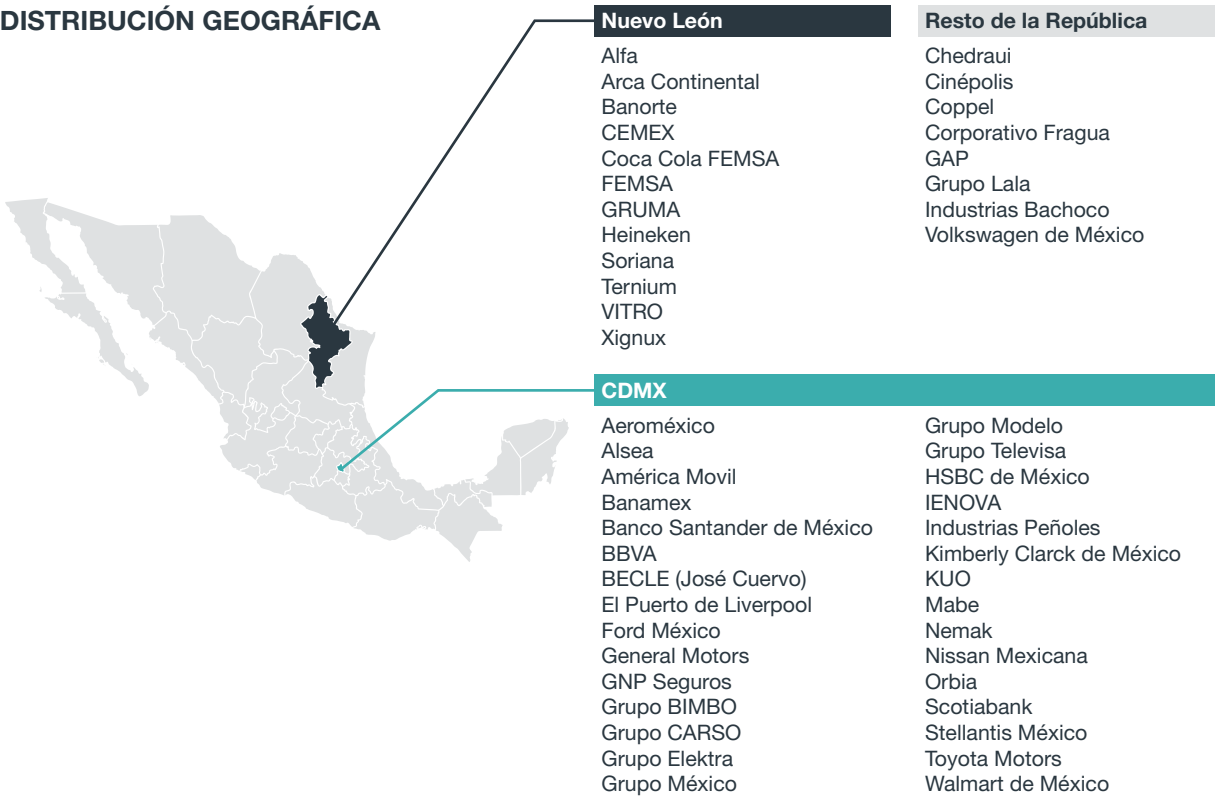 DISTRIBUCIÓN GEOGRÁFICA
Nuevo León
Alfa
Arca Continental
Banorte
CEMEX
Coca Cola FEMSA
FEMSA
GRUMA
Heineken
Soriana
Ternium
VITRO
Xignux
Resto de la República
Chedraui
Cinépolis
Coppel
Corporativo Fragua
GAP
Grupo Lala
Industrias Bachoco
Volkswagen de México
CDMX
Aeroméxico
Alsea
América Movil
Banamex
Banco Santander de México
BBVA
BECLE (José Cuervo)
El Puerto de Liverpool
Ford México
General Motors
GNP Seguros
Grupo BIMBO
Grupo CARSO
Grupo Elektra
Grupo México
Grupo Modelo
Grupo Televisa
HSBC de México
IENOVA
Industrias Peñoles
Kimberly Clarck de México
KUO
Mabe
Nemak
Nissan Mexicana
Orbia
Scotiabank
Stellantis México
Toyota Motors
Walmart de México